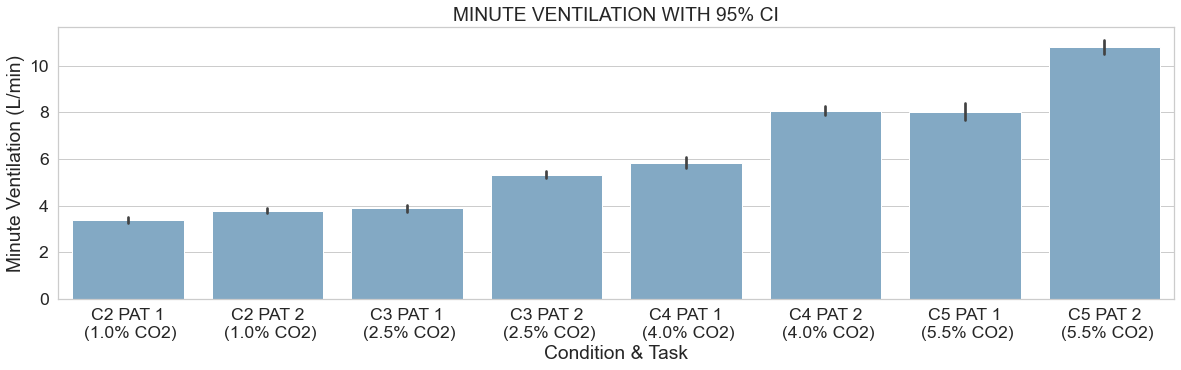 MINUTE VENTILATION WITH 95% CI
Minute Ventilation (L/min)
10
8
6
4
2
0
C2 PAT 1 C2 PAT 2 C3 PAT 1 C3 PAT 2 C4 PAT 1 C4 PAT 2 C5 PAT 1 C5 PAT 2
(1.0% CO2) (1.0% CO2) (2.5% CO2) (2.5% CO2) (4.0% CO2) (4.0% CO2) (5.5% CO2) (5.5% CO2)
Condition & Task